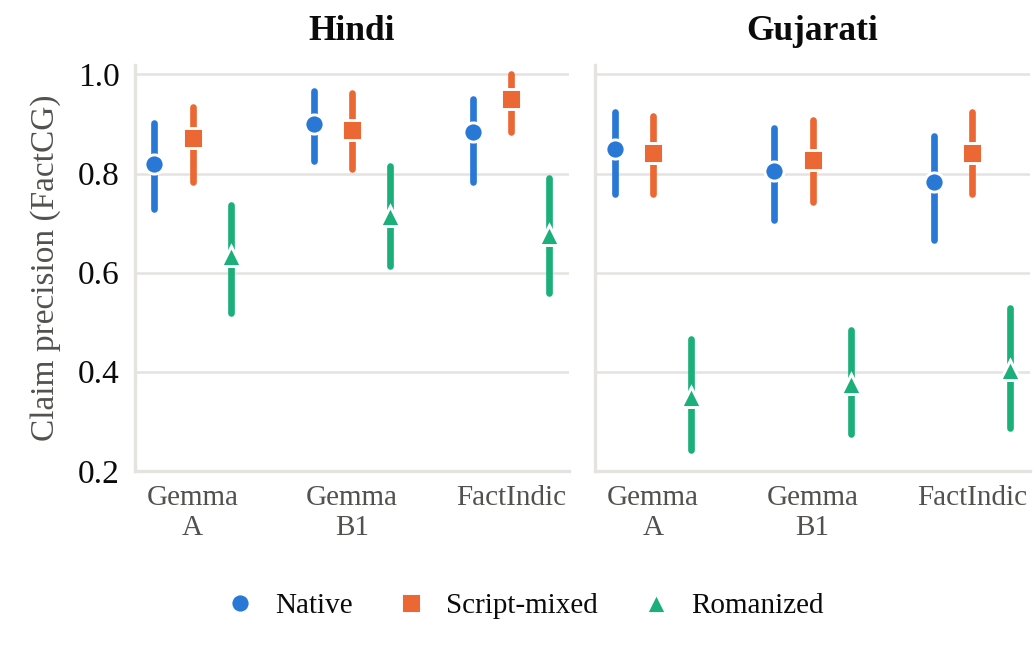 Hindi
Gujarati
Claim precision (FactCG)
1.0
0.8
0.6
0.4
0.2
Gemma A
Gemma B1
FactIndic
Gemma A
Gemma B1
FactIndic
Native
Script-mixed
Romanized